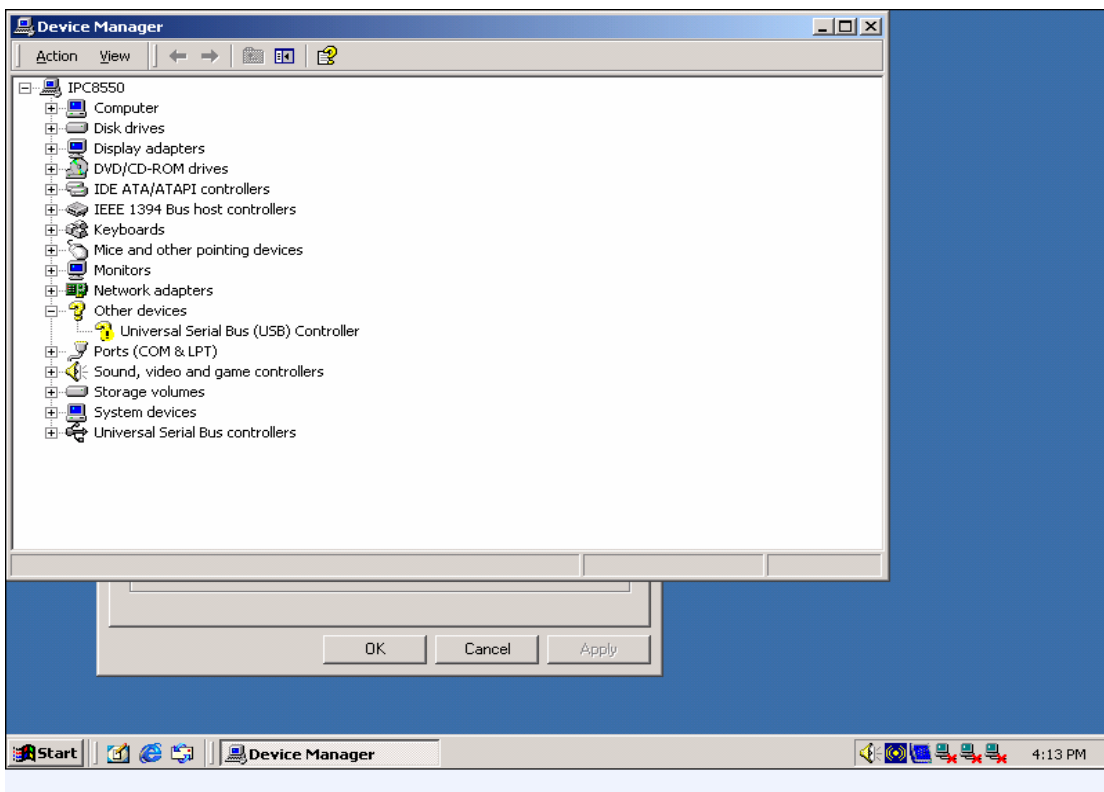 Device Manager
Action View
IPC8550
Computer
Disk drives
Display adapters
DVD/CD-ROM drives
IDE ATA/ATAPI controllers
IEEE 1394 Bus host controllers
Keyboards
Mice and other pointing devices
Monitors
Network adapters
Other devices
Universal Serial Bus (USB) Controller
Ports (COM & LPT)
Sound, video and game controllers
Storage volumes
System devices
Universal Serial Bus controllers
OK Cancel Apply
Start Device Manager 4:13 PM